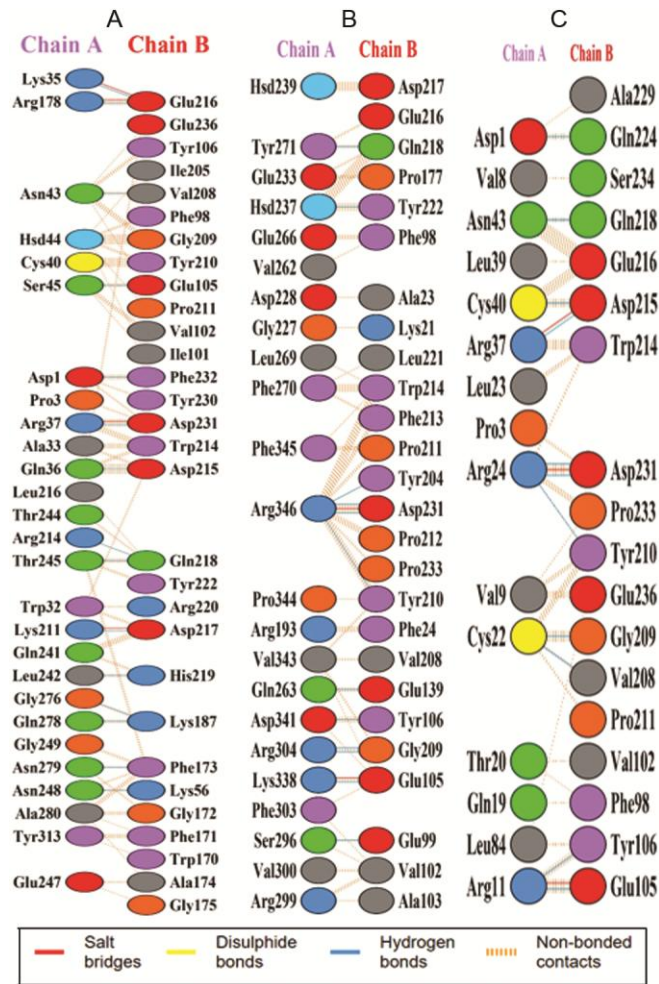 A
B
C
Chain A Chain B
Lys35
Arg178
Asn43
Hsd44
Cys40
Ser45
Asp1
Pro3
Arg37
Ala33
Gln36
Leu216
Thr244
Arg214
Thr245
Trp32
Lys211
Gln241
Leu242
Gly276
Gln278
Gly249
Asn279
Asn248
Ala280
Tyr313
Glu247
Glu216
Glu236
Tyr106
Ile205
Val208
Phe98
Gly209
Tyr210
Glu105
Pro211
Val102
Ile101
Phe232
Tyr230
Asp231
Trp214
Asp215
Gln218
Tyr222
Arg220
Asp217
His219
Lys187
Phe173
Lys56
Gly172
Phe171
Trp170
Ala174
Gly175
Chain A Chain B
Hsd239
Tyr271
Glu233
Hsd237
Glu266
Val262
Asp228
Gly227
Leu269
Phe270
Phe345
Arg346
Pro344
Arg193
Val343
Gln263
Asp341
Arg304
Lys338
Phe303
Ser296
Val300
Arg299
Asp217
Glu216
Gln218
Pro177
Tyr222
Phe98
Ala23
Lys21
Leu221
Trp214
Phe213
Pro211
Tyr204
Asp231
Pro212
Pro233
Tyr210
Phe24
Val208
Glu139
Tyr106
Gly209
Glu105
Glu99
Val102
Ala103
Chain A Chain B
Asp1
Val8
Asn43
Leu39
Cys40
Arg37
Leu23
Pro3
Arg24
Val9
Cys22
Thr20
Gln19
Leu84
Arg11
Ala229
Gln224
Ser234
Gln218
Glu216
Asp215
Trp214
Asp231
Pro233
Tyr210
Glu236
Gly209
Val208
Pro211
Val102
Phe98
Tyr106
Glu105
Salt bridges
Disulphide bonds
Hydrogen bonds
Non-bonded contacts